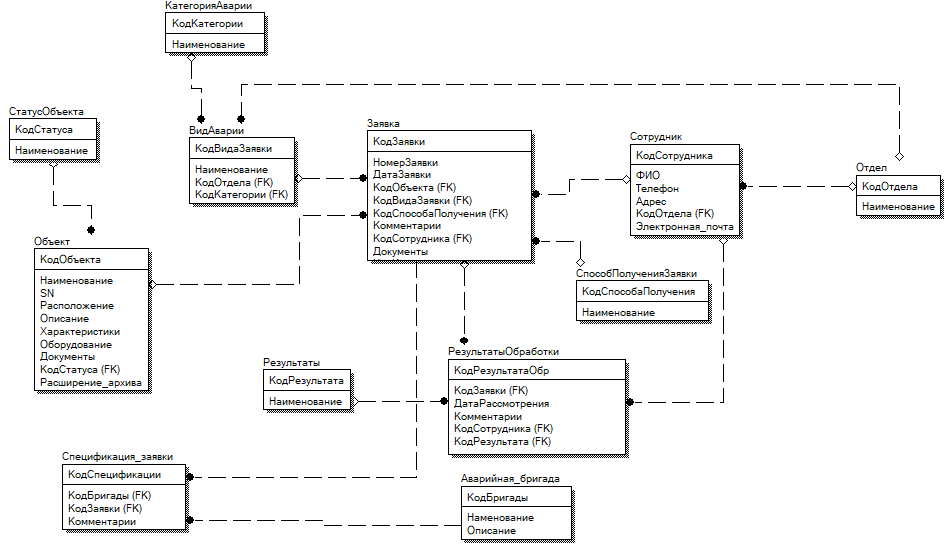 КатегорияАварии
КодКатегории
Наименование
СтатусОбъекта
КодСтатуса
Наименование
ВидАварии
КодВидаЗаявки
Наименование
КодОтдела (FK)
КодКатегории (FK)
Заявка
КодЗаявки
НомерЗаявки
ДатаЗаявки
КодОбъекта (FK)
КодВидаЗаявки (FK)
КодСпособаПолучения (FK)
Комментарии
КодСотрудника (FK)
Документы
Сотрудник
КодСотрудника
ФИО
Телефон
Адрес
КодОтдела (FK)
Электронная_почта
Отдел
КодОтдела
Наименование
Объект
КодОбъекта
Наименование
SN
Расположение
Описание
Характеристики
Оборудование
Документы
КодСтатуса (FK)
Расширение_архива
СпособПолученияЗаявки
КодСпособаПолучения
Наименование
Результаты
КодРезультата
Наименование
РезультатыОбработки
КодРезультатаОбр
КодЗаявки (FK)
ДатаРассмотрения
Комментарии
КодСотрудника (FK)
КодРезультата (FK)
Спецификация_заявки
КодСпецификации
КодБригады (FK)
КодЗаявки (FK)
Комментарии
Аварийная_бригада
КодБригады
Наменование
Описание